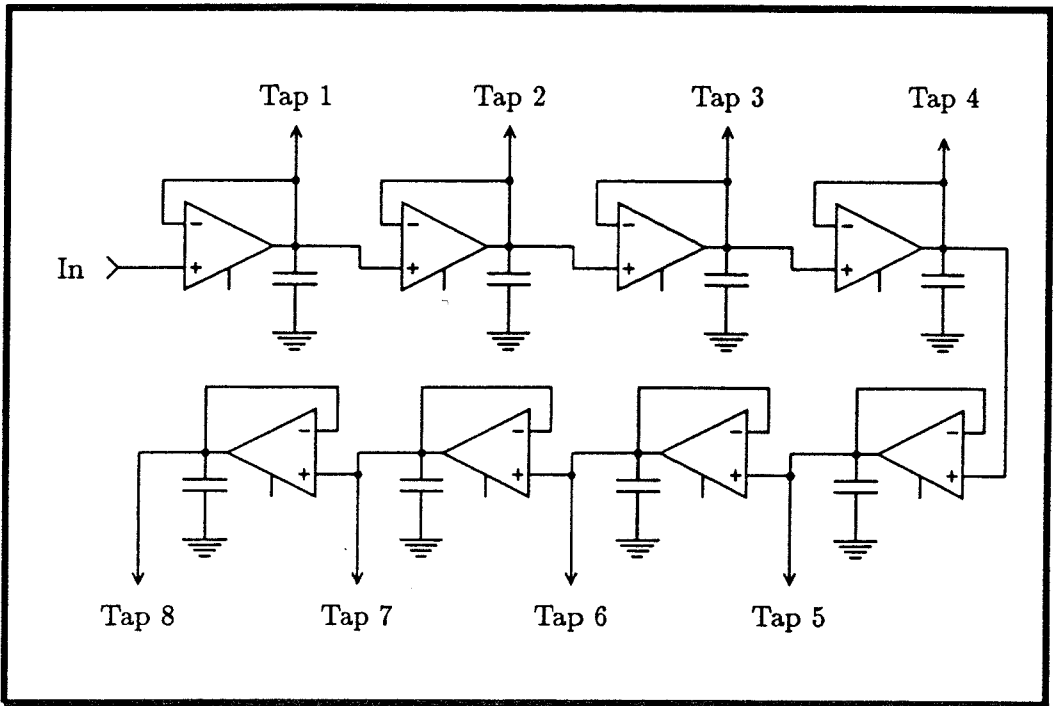 Tap 1 Tap 2 Tap 3 Tap 4
In
- - - -
+ + + +
- - - -
+ + + +
Tap 8 Tap 7 Tap 6 Tap 5